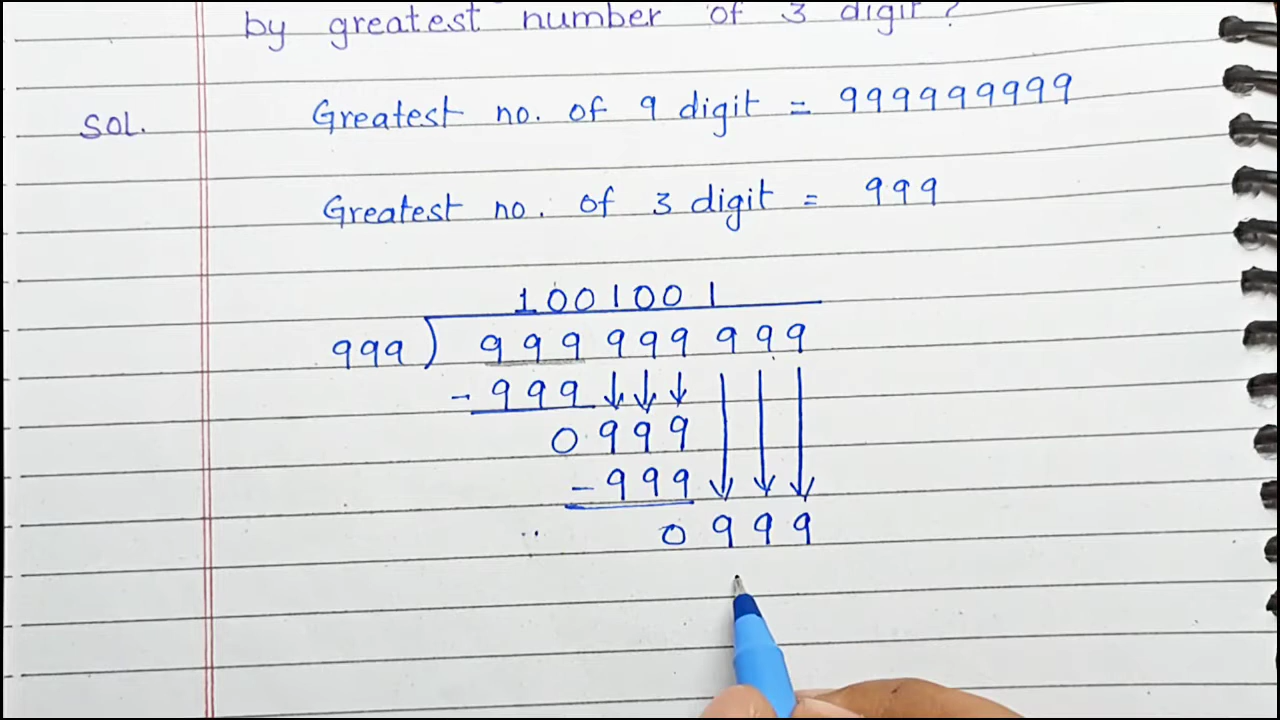 by greatest number of 3 digit?
SOL. Greatest no. of 9 digit = 999999999
Greatest no. of 3 digit = 999
1001001
999) 999999999
- 999
0999
- 999
0999